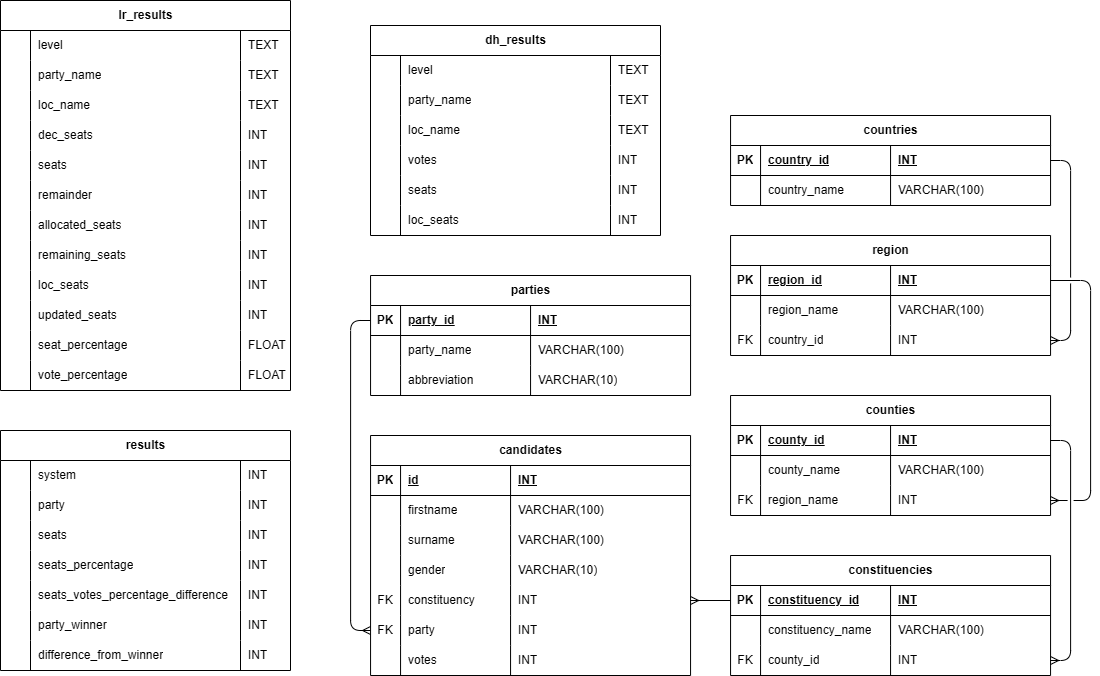 lr_results
level TEXT
party_name TEXT
loc_name TEXT
dec_seats INT
seats INT
remainder INT
allocated_seats INT
remaining_seats INT
loc_seats INT
updated_seats INT
seat_percentage FLOAT
vote_percentage FLOAT
results
system INT
party INT
seats INT
seats_percentage INT
seats_votes_percentage_difference INT
party_winner INT
difference_from_winner INT
dh_results
level TEXT
party_name TEXT
loc_name TEXT
votes INT
seats INT
loc_seats INT
parties
PK party_id INT
party_name VARCHAR(100)
abbreviation VARCHAR(10)
candidates
PK id INT
firstname VARCHAR(100)
surname VARCHAR(100)
gender VARCHAR(10)
FK constituency INT
FK party INT
votes INT
countries
PK country_id INT
country_name VARCHAR(100)
region
PK region_id INT
region_name VARCHAR(100)
FK country_id INT
counties
PK county_id INT
county_name VARCHAR(100)
FK region_name INT
constituencies
PK constituency_id INT
constituency_name VARCHAR(100)
FK county_id INT